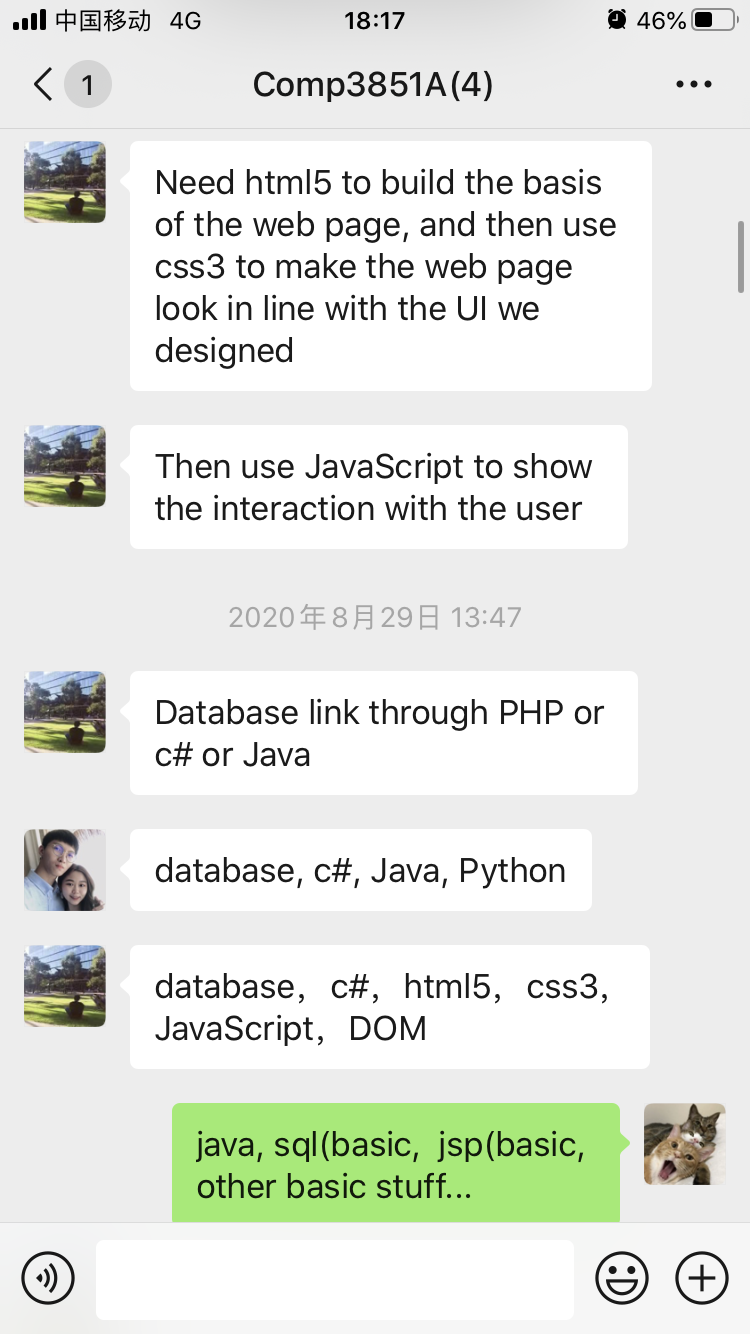 中国移动 4G 18:17 46%
1 Comp3851A(4)
Need html5 to build the basis
of the web page, and then use
css3 to make the web page
look in line with the UI we
designed
Then use JavaScript to show
the interaction with the user
2020年8月29日 13:47
Database link through PHP or
c# or Java
database, c#, Java, Python
database，c#，html5，css3，
JavaScript，DOM
java, sql(basic,  jsp(basic,
other basic stuff...